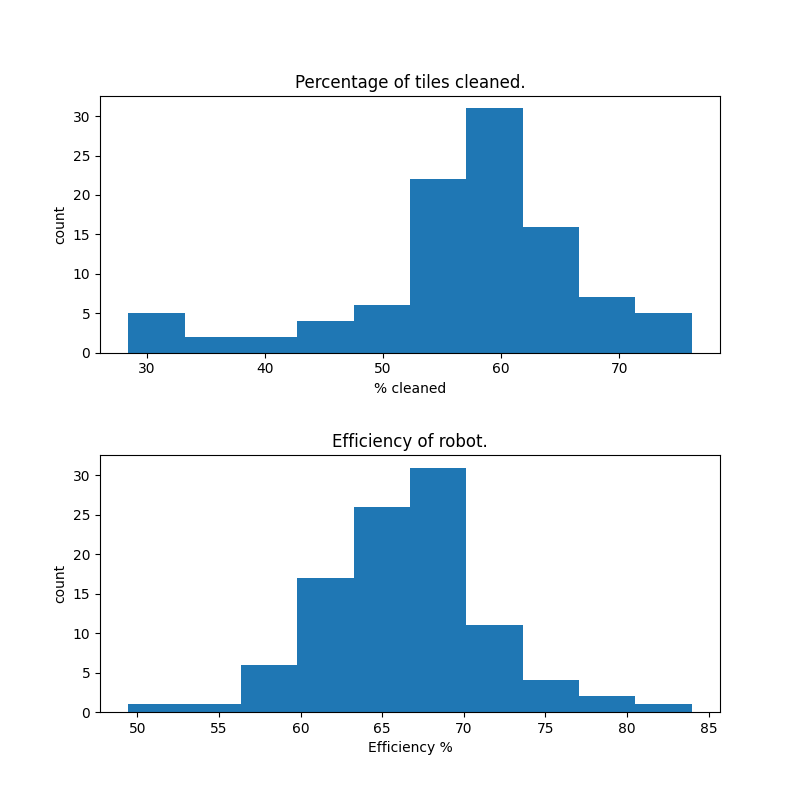 Percentage of tiles cleaned.
30
25
20
15
10
5
0
count
30 40 50 60 70
% cleaned
Efficiency of robot.
30
25
20
15
10
5
0
count
50 55 60 65 70 75 80 85
Efficiency %